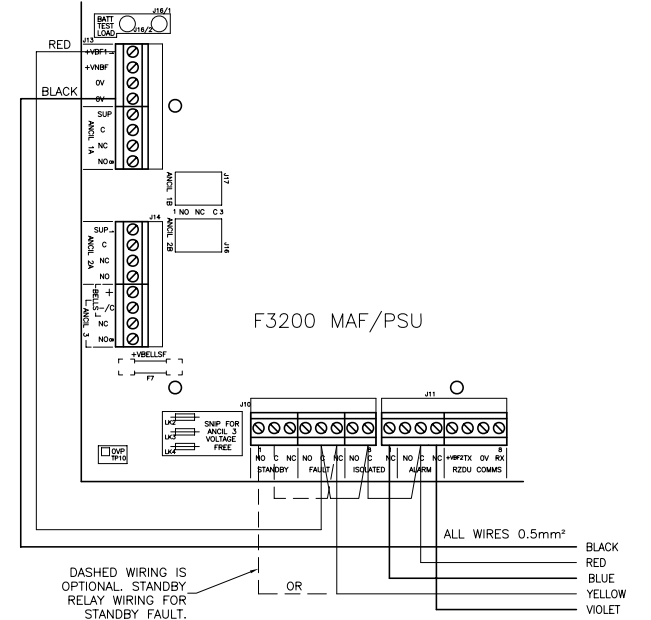 BATT
TEST
LOAD
J16/1
J16/2
J13
RED
+VBF1
+VNBF
0V
BLACK
0V
ANCIL 1A
SUP
C
NC
NO
ANCIL 1B
J17
1 NO NC C 3
ANCIL 2B
J16
J14
ANCIL 2A
SUP
C
NC
NO
BELLS
+
-/C
ANCIL 3
NC
NO
+VBELLSF
F7
F3200 MAF/PSU
J10
J11
LK2
LK3
LK4
SNIP FOR
ANCIL 3
VOLTAGE
FREE
OVP
TP10
1 8 1 8
NO C NC NO C NC NO C NC NO C NC +VBF2 TX 0V RX
STANDBY FAULT ISOLATED ALARM RZDU COMMS
ALL WIRES 0.5mm²
BLACK
RED
BLUE
YELLOW
VIOLET
DASHED WIRING IS
OPTIONAL. STANDBY
RELAY WIRING FOR
STANDBY FAULT.
OR